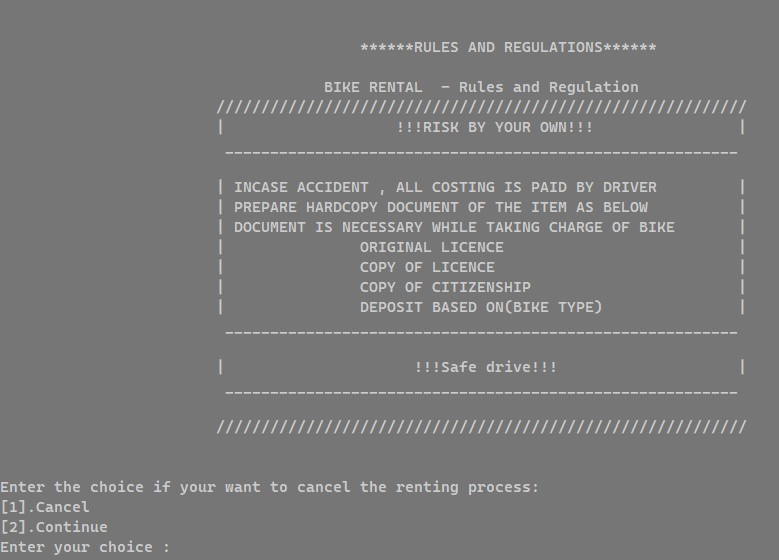 ******RULES AND REGULATIONS******
BIKE RENTAL  - Rules and Regulation
///////////////////////////////////////////////////////////
|                   !!!RISK BY YOUR OWN!!!                |
---------------------------------------------------------
| INCASE ACCIDENT , ALL COSTING IS PAID BY DRIVER         |
| PREPARE HARDCOPY DOCUMENT OF THE ITEM AS BELOW          |
| DOCUMENT IS NECESSARY WHILE TAKING CHARGE OF BIKE       |
|               ORIGINAL LICENCE                          |
|               COPY OF LICENCE                           |
|               COPY OF CITIZENSHIP                       |
|               DEPOSIT BASED ON(BIKE TYPE)               |
---------------------------------------------------------
|                     !!!Safe drive!!!                    |
---------------------------------------------------------
///////////////////////////////////////////////////////////
Enter the choice if your want to cancel the renting process:
[1].Cancel
[2].Continue
Enter your choice :